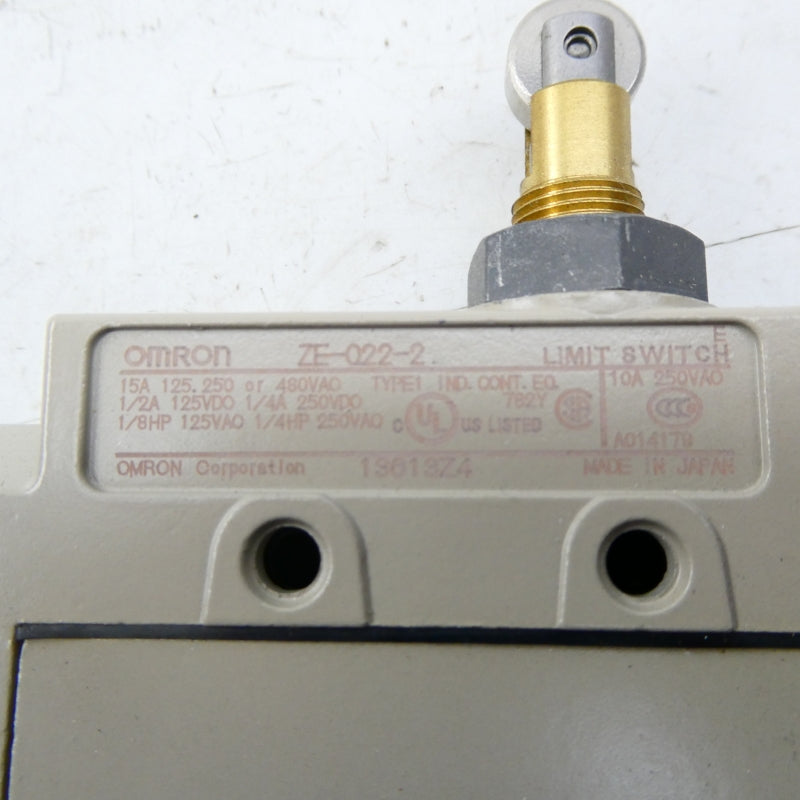 OMRON ZE-Q22-2 LIMIT SWITCH
15A 125.250 or 480VAC TYPE1 IND.CONT.EQ. 10A 250VAC
1/2A 125VDC 1/4A 250VDC 782Y
1/8HP 125VAC 1/4HP 250VAC C UL US LISTED CCC
A014179
OMRON Corporation 13613Z4 MADE IN JAPAN